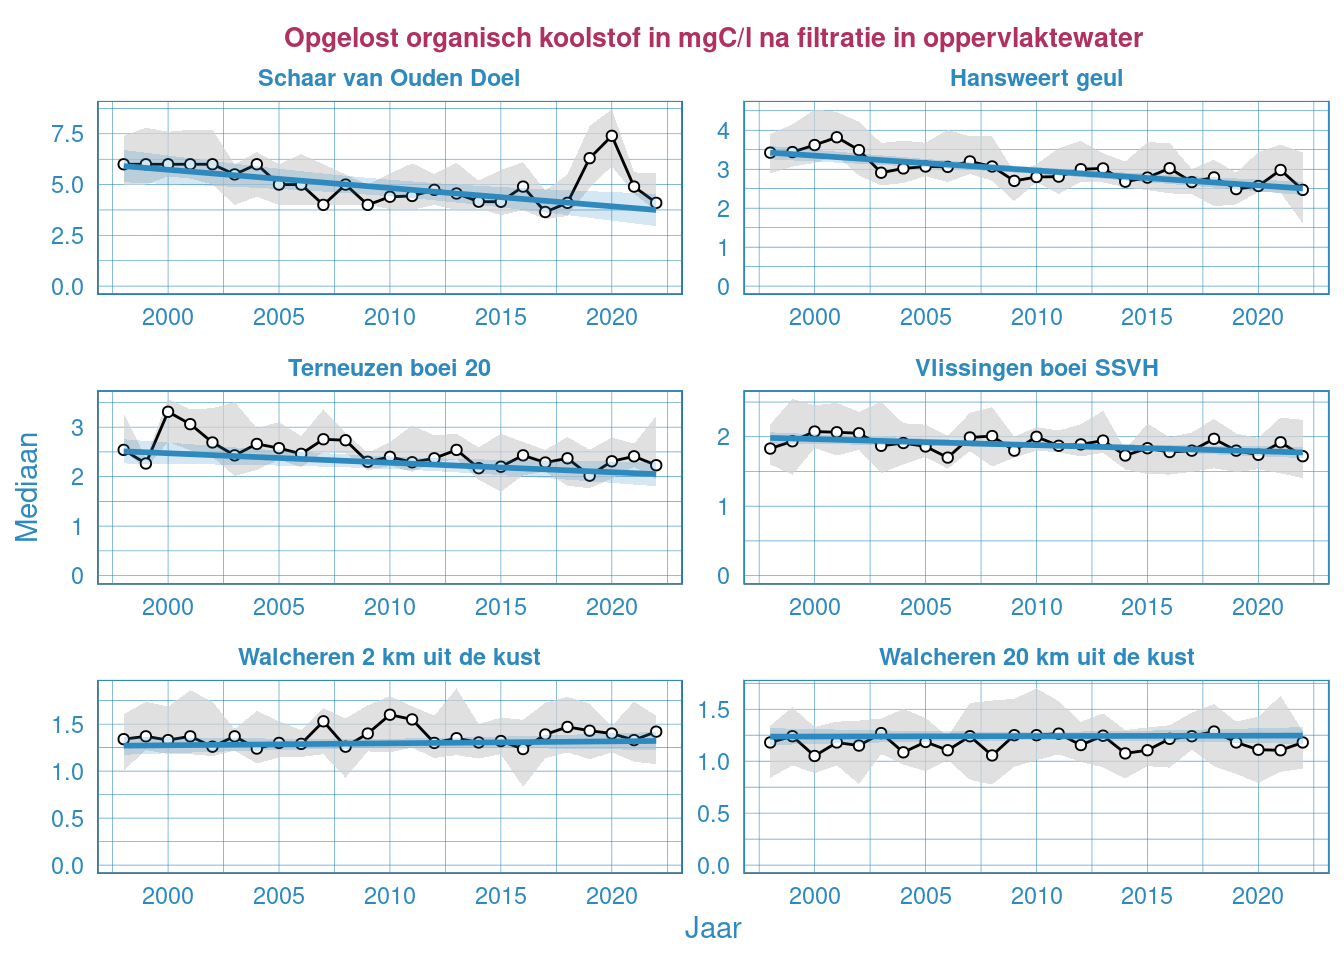 Opgelost organisch koolstof in mgC/l na filtratie in oppervlaktewater
Schaar van Ouden Doel
7.5
5.0
2.5
0.0
2000 2005 2010 2015 2020
Hansweert geul
4
3
2
1
0
2000 2005 2010 2015 2020
Mediaan
Terneuzen boei 20
3
2
1
0
2000 2005 2010 2015 2020
Vlissingen boei SSVH
2
1
0
2000 2005 2010 2015 2020
Walcheren 2 km uit de kust
1.5
1.0
0.5
0.0
2000 2005 2010 2015 2020
Walcheren 20 km uit de kust
1.5
1.0
0.5
0.0
2000 2005 2010 2015 2020
Jaar